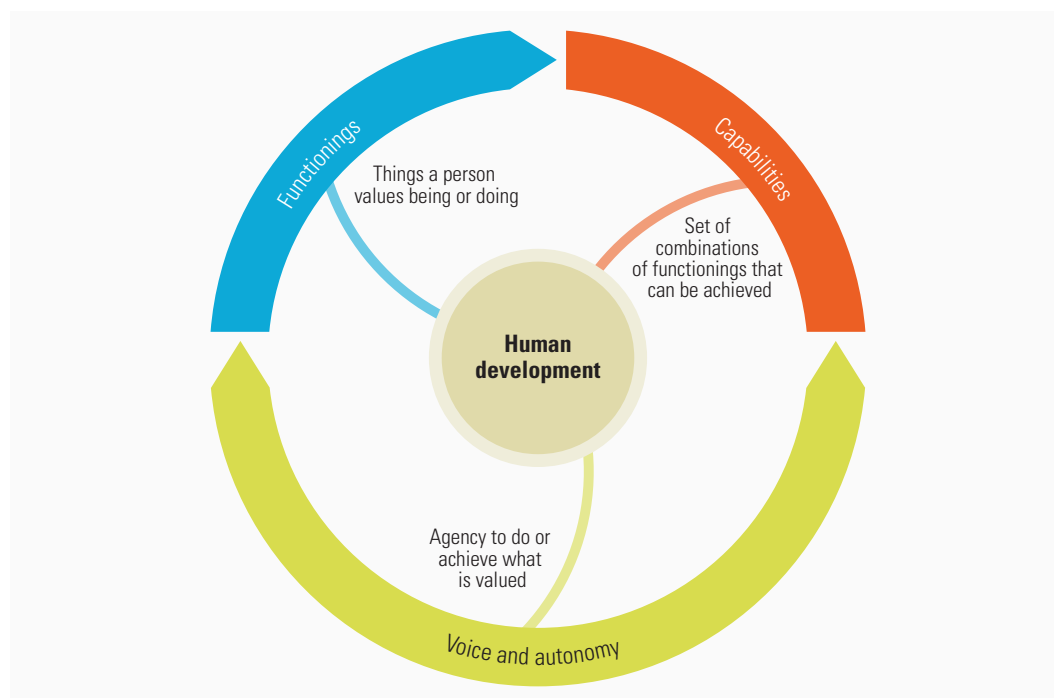 Functionings
Capabilities
Things a person
values being or doing
Set of
combinations
of functionings that
can be achieved
Human
development
Agency to do or
achieve what
is valued
Voice and autonomy